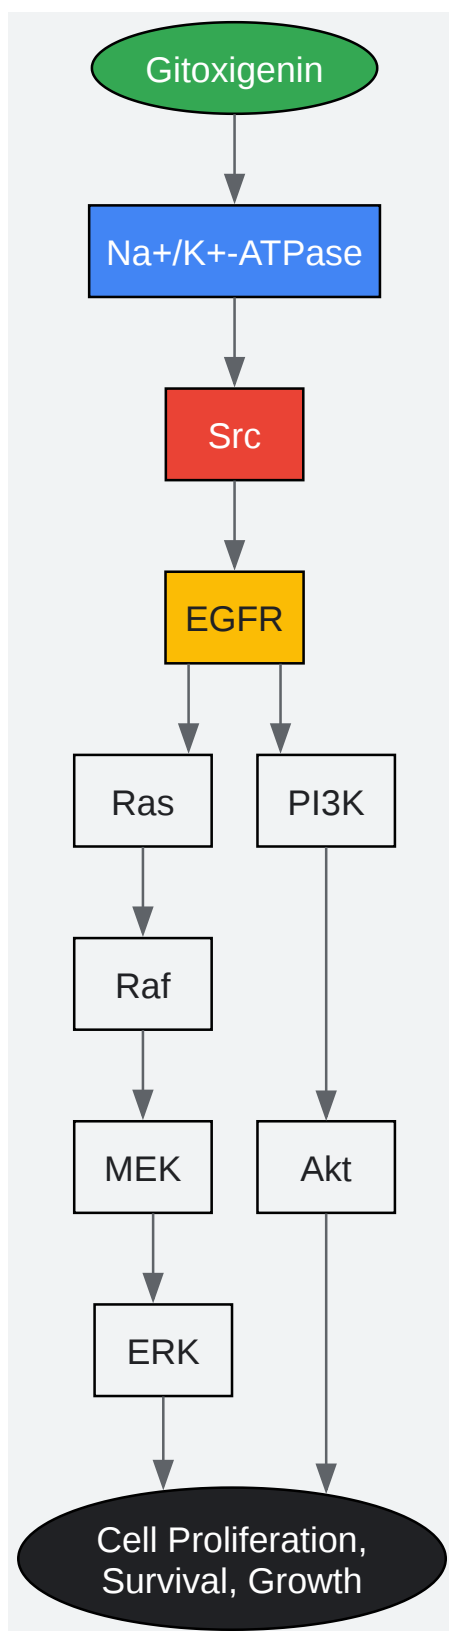 Gitoxigenin
Na+/K+-ATPase
Src
EGFR
Ras
PI3K
Raf
MEK
Akt
ERK
Cell Proliferation,
Survival, Growth